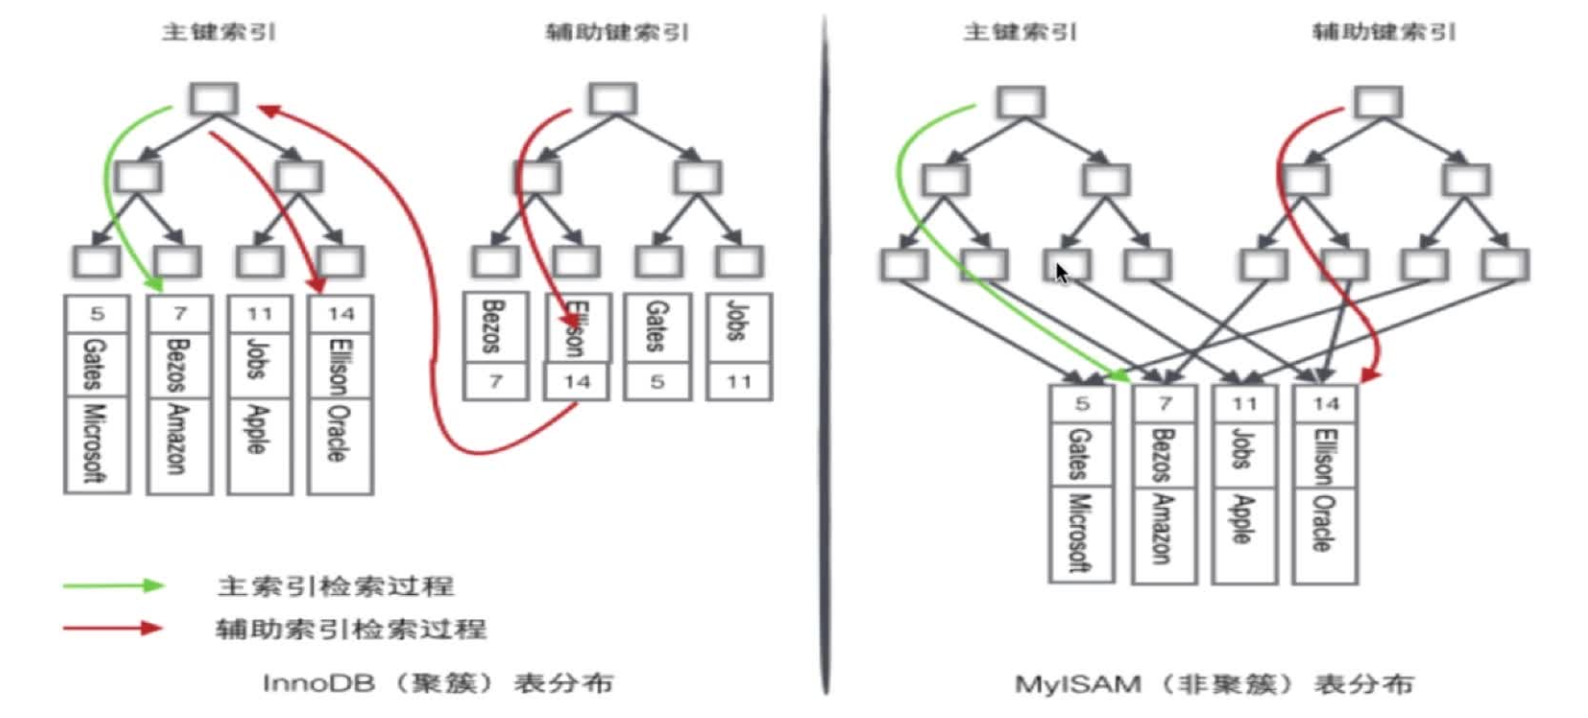 主键索引
辅助键索引
5
Gates
Microsoft
7
Bezos
Amazon
11
Jobs
Apple
14
Ellison
Oracle
Bezos
7
Ellison
14
Gates
5
Jobs
11
主索引检索过程
辅助索引检索过程
InnoDB（聚簇）表分布
主键索引
辅助键索引
5
Gates
Microsoft
7
Bezos
Amazon
11
Jobs
Apple
14
Ellison
Oracle
MyISAM（非聚簇）表分布